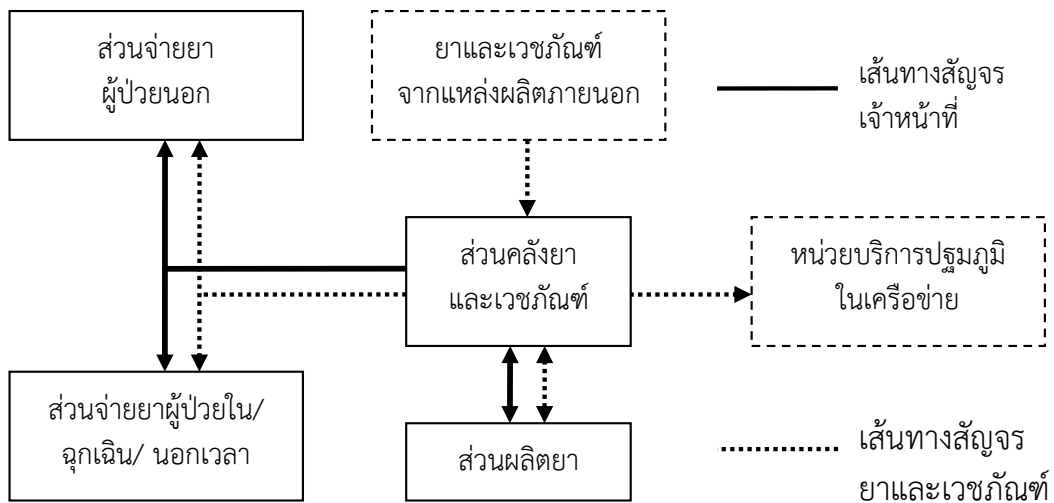 ส่วนจ่ายยา
ผู้ป่วยนอก
ยาและเวชภัณฑ์
จากแหล่งผลิตภายนอก
เส้นทางสัญจร
เจ้าหน้าที่
ส่วนคลังยา
และเวชภัณฑ์
หน่วยบริการปฐมภูมิ
ในเครือข่าย
ส่วนจ่ายยาผู้ป่วยใน/
ฉุกเฉิน/ นอกเวลา
ส่วนผลิตยา
เส้นทางสัญจร
ยาและเวชภัณฑ์